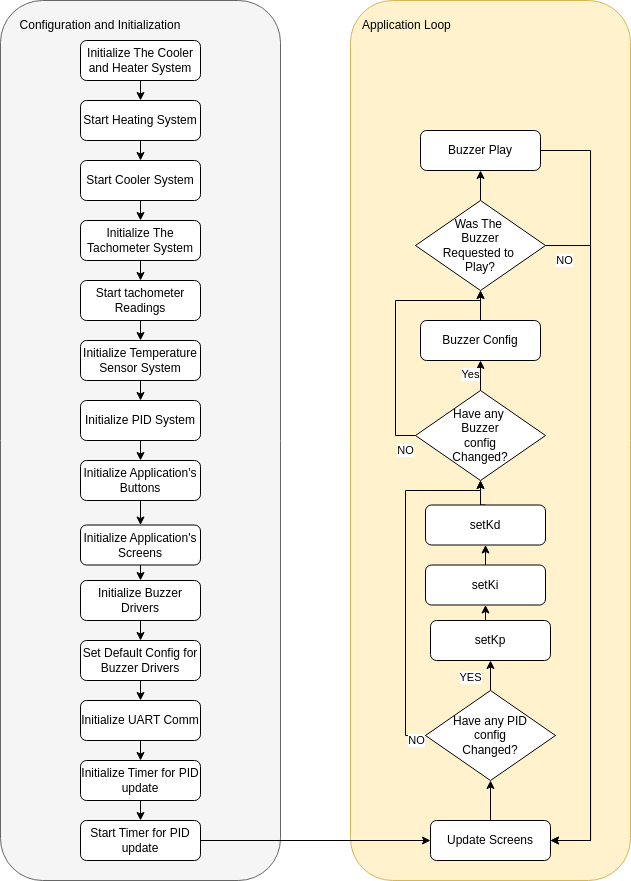 Configuration and Initialization
Initialize The Cooler
and Heater System
Start Heating System
Start Cooler System
Initialize The
Tachometer System
Start tachometer
Readings
Initialize Temperature
Sensor System
Initialize PID System
Initialize Application's
Buttons
Initialize Application's
Screens
Initialize Buzzer
Drivers
Set Default Config for
Buzzer Drivers
Initialize UART Comm
Initialize Timer for PID
update
Start Timer for PID
update
Application Loop
Buzzer Play
Was The
Buzzer
Requested to
Play?
NO
Buzzer Config
Yes
Have any
Buzzer
config
Changed?
NO
setKd
setKi
setKp
YES
Have any PID
config
Changed?
NO
Update Screens